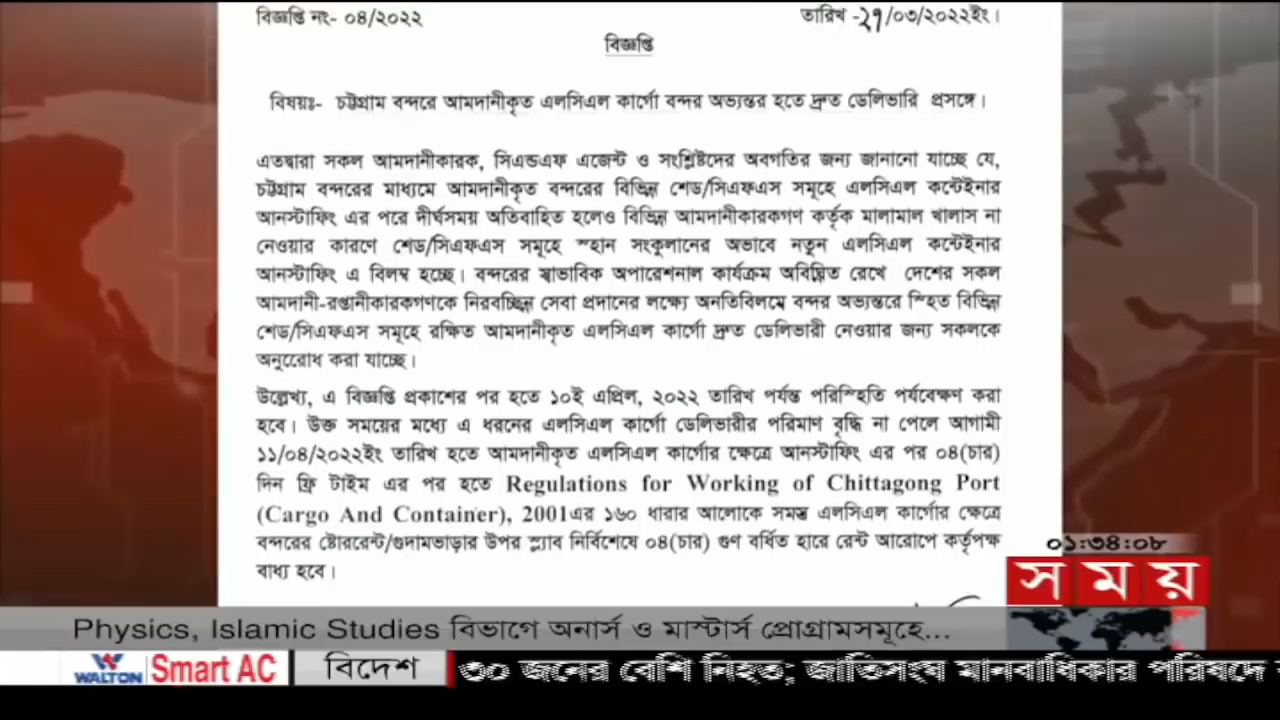 বিজ্ঞপ্তি নং- ০৪/২০২২
তারিখ -২৭/০৩/২০২২ইং।
বিজ্ঞপ্তি
বিষয়ঃ- চট্টগ্রাম বন্দরে আমদানীকৃত এলসিএল কার্গো বন্দর অভ্যন্তর হতে দ্রুত ডেলিভারি প্রসঙ্গে।
এতদ্বারা সকল আমদানীকারক, সিএন্ডএফ এজেন্ট ও সংশ্লিষ্টদের অবগতির জন্য জানানো যাচ্ছে যে,
চট্টগ্রাম বন্দরের মাধ্যমে আমদানীকৃত বন্দরের বিভিন্ন শেড/সিএফএস সমূহে এলসিএল কন্টেইনার
আনস্টাফিং এর পরে দীর্ঘসময় অতিবাহিত হলেও বিভিন্ন আমদানীকারকগণ কর্তৃক মালামাল খালাস না
নেওয়ার কারণে শেড/সিএফএস সমূহে স্হান সংকুলানের অভাবে নতুন এলসিএল কন্টেইনার
আনস্টাফিং এ বিলম্ব হচ্ছে। বন্দরের স্বাভাবিক অপারেশনাল কার্যক্রম অবিঘ্নিত রেখে দেশের সকল
আমদানী-রপ্তানীকারকগণকে নিরবচ্ছিন্ন সেবা প্রদানের লক্ষ্যে অনতিবিলম্বে বন্দর অভ্যন্তরে স্হিত বিভিন্ন
শেড/সিএফএস সমূহে রক্ষিত আমদানীকৃত এলসিএল কার্গো দ্রুত ডেলিভারী নেওয়ার জন্য সকলকে
অনুরোেধ করা যাচ্ছে।
উল্লেখ্য, এ বিজ্ঞপ্তি প্রকাশের পর হতে ১০ই এপ্রিল, ২০২২ তারিখ পর্যন্ত পরিস্হিতি পর্যবেক্ষণ করা
হবে। উক্ত সময়ের মধ্যে এ ধরনের এলসিএল কার্গো ডেলিভারীর পরিমাণ বৃদ্ধি না পেলে আগামী
১১/০৪/২০২২ইং তারিখ হতে আমদানীকৃত এলসিএল কার্গোর ক্ষেত্রে আনস্টাফিং এর পর ০৪(চার)
দিন ফ্রি টাইম এর পর হতে Regulations for Working of Chittagong Port
(Cargo And Container), 2001এর ১৬০ ধারার আলোকে সমস্ত এলসিএল কার্গোর ক্ষেত্রে
বন্দরের ষ্টোররেন্ট/গুদামভাড়ার উপর স্ল্যাব নির্বিশেষে ০৪(চার) গুণ বর্ধিত হারে রেন্ট আরোপে কর্তৃপক্ষ
বাধ্য হবে।
০১:৩৪:০৮
সময়
Physics, Islamic Studies বিভাগে অনার্স ও মাস্টার্স প্রোগ্রামসমূহে...
WALTON Smart AC
বিদেশ
৩০ জনের বেশি নিহত; জাতিসংঘ মানবাধিকার পরিষদে